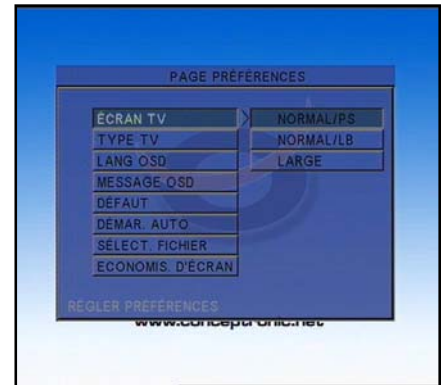 PAGE PRÉFÉRENCES
ÉCRAN TV
NORMAL/PS
TYPE TV
NORMAL/LB
LANG OSD
LARGE
MESSAGE OSD
DÉFAUT
DÉMAR. AUTO
SÉLECT. FICHIER
ECONOMIS. D'ÉCRAN
RÉGLER PRÉFÉRENCES
www.conceptronic.net